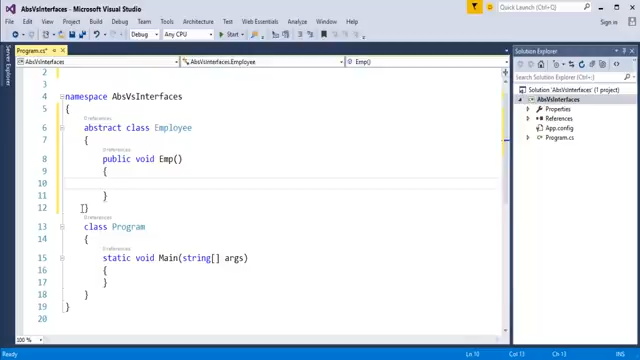 AbsVsInterfaces - Microsoft Visual Studio
Quick Launch (Ctrl+Q)
FILE EDIT VIEW PROJECT BUILD DEBUG TEAM SQL TOOLS TEST Web Essentials ARCHITECTURE ANALYZE WINDOW HELP
Sign in
Debug Any CPU Start
Server Explorer
Program.cs*
AbsVsInterfaces AbsVsInterfaces.Employee Emp()
2
3
4 namespace AbsVsInterfaces
5 {
0 references
6 abstract class Employee
7 {
0 references
8 public void Emp()
9 {
10
11 }
12 }
0 references
13 class Program
14 {
0 references
15 static void Main(string[] args)
16 {
17 }
18 }
19 }
20
100 %
Solution Explorer
Search Solution Explorer (Ctrl+;)
Solution 'AbsVsInterfaces' (1 project)
AbsVsInterfaces
Properties
References
App.config
Program.cs
Ready
Ln 10 Col 13 Ch 13 INS